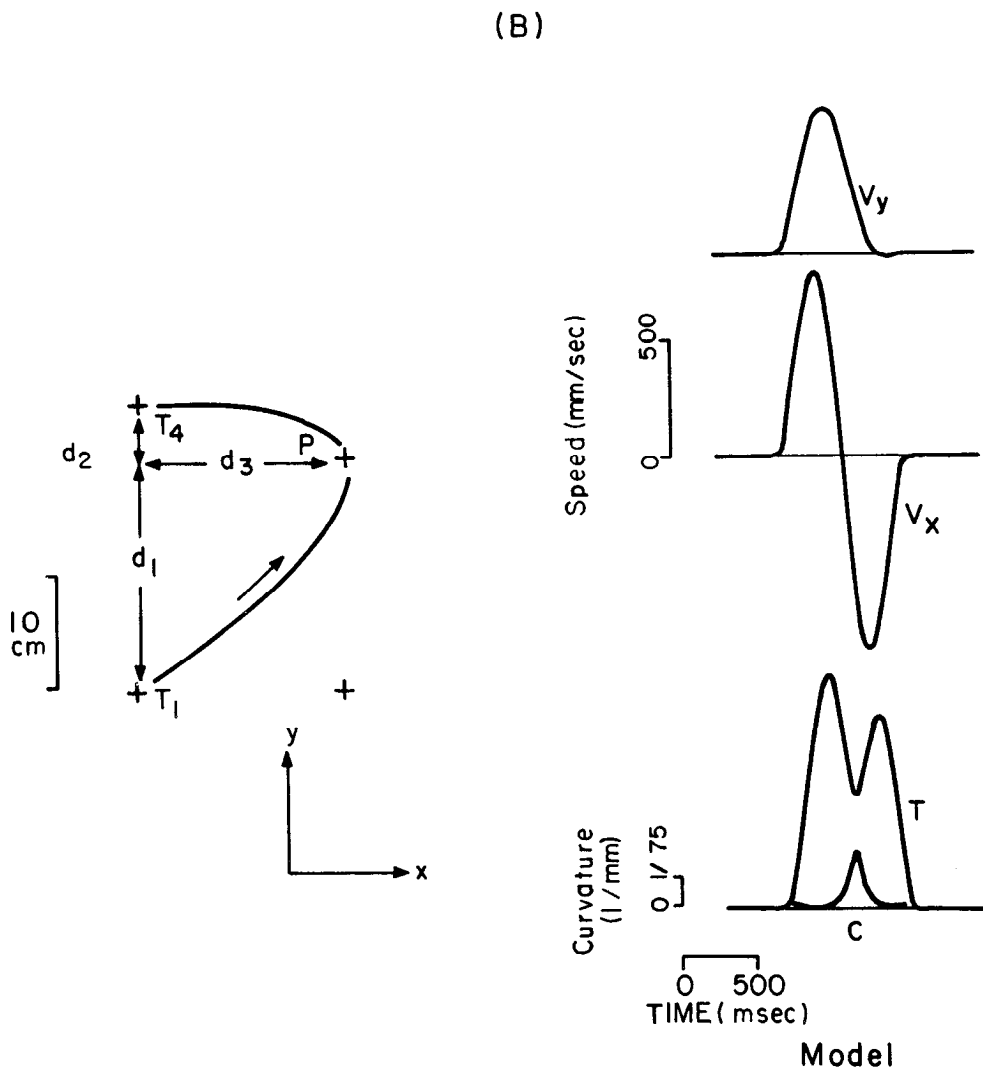 (B)
T4
P
d2
d3
d1
10
cm
T1
y
x
Vy
Speed (mm/sec)
0 500
Vx
T
Curvature
(1/mm)
0 1/75
C
0 500
TIME (msec)
Model